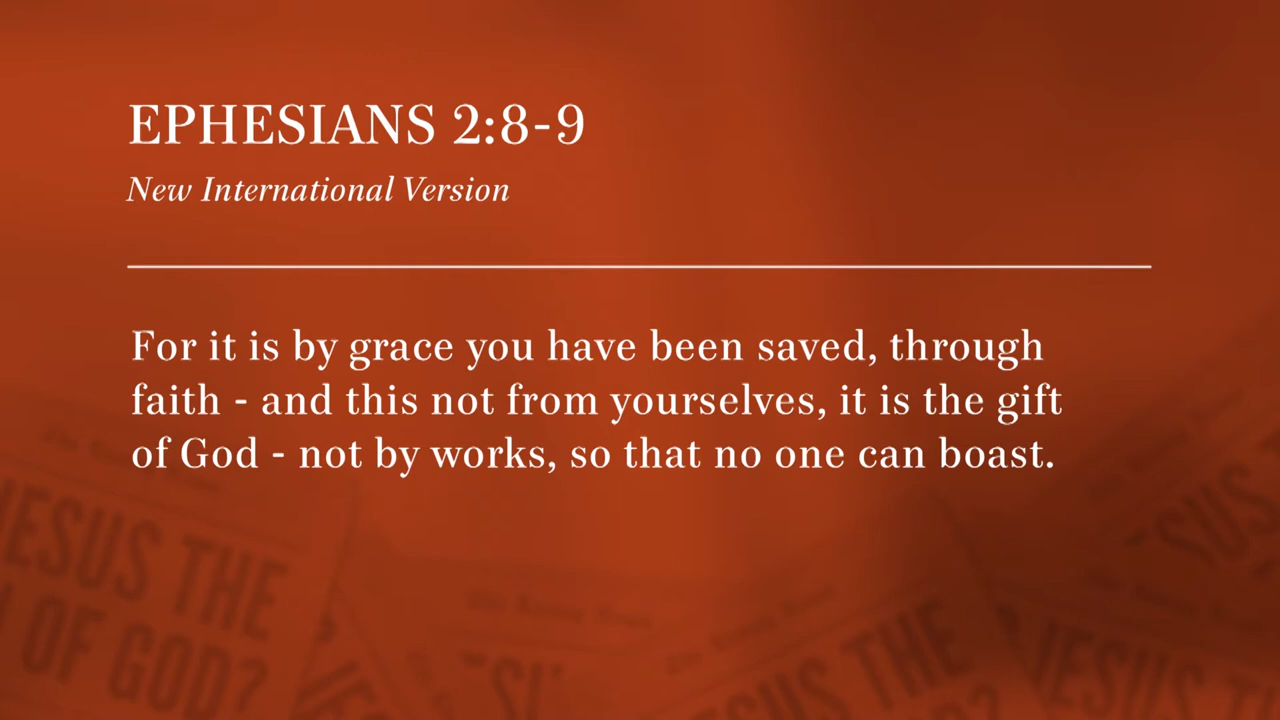 EPHESIANS 2:8-9
New International Version
For it is by grace you have been saved, through
faith - and this not from yourselves, it is the gift
of God - not by works, so that no one can boast.
JESUS THE
OF GOD?
JESUS THE